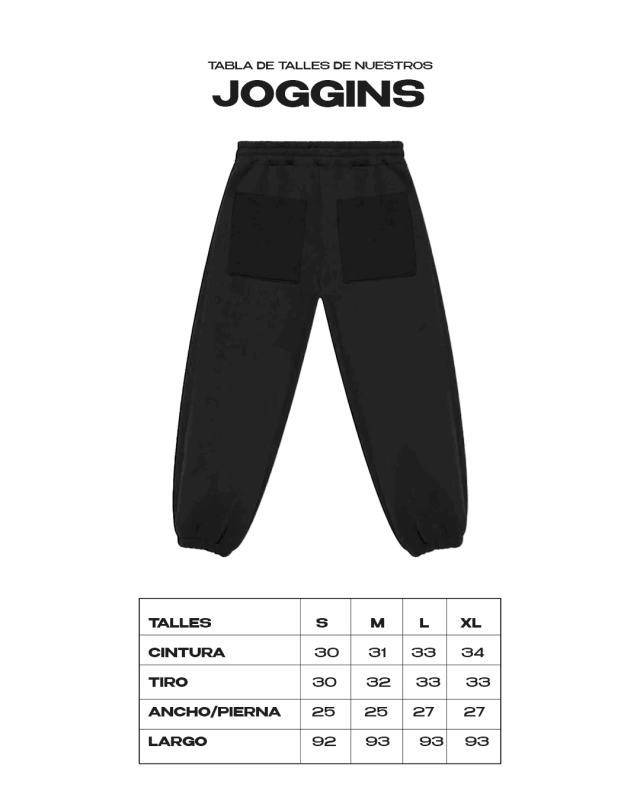 TABLA DE TALLES DE NUESTROS
JOGGINS
TALLES S M L XL
CINTURA 30 31 33 34
TIRO 30 32 33 33
ANCHO/PIERNA 25 25 27 27
LARGO 92 93 93 93